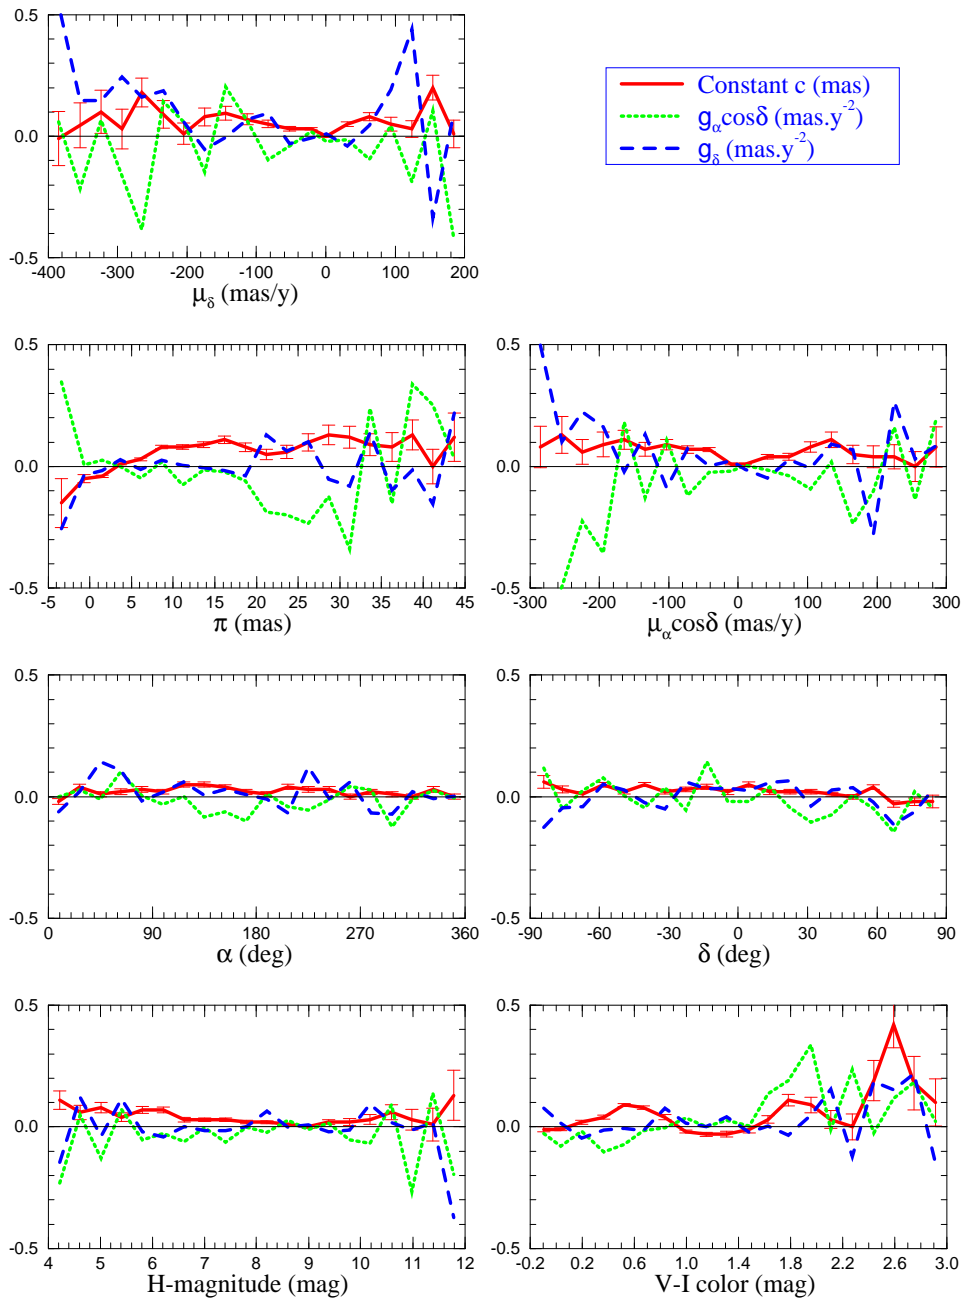 0.5
0.0
-0.5
-400 -300 -200 -100 0 100 200
μδ (mas/y)
Constant c (mas)
gαcosδ (mas.y-2)
gδ (mas.y-2)
0.5
0.0
-0.5
-5 0 5 10 15 20 25 30 35 40 45
π (mas)
0.5
0.0
-0.5
-300 -200 -100 0 100 200 300
μαcosδ (mas/y)
0.5
0.0
-0.5
0 90 180 270 360
α (deg)
0.5
0.0
-0.5
-90 -60 -30 0 30 60 90
δ (deg)
0.5
0.0
-0.5
4 5 6 7 8 9 10 11 12
H-magnitude (mag)
0.5
0.0
-0.5
-0.2 0.2 0.6 1.0 1.4 1.8 2.2 2.6 3.0
V-I color (mag)